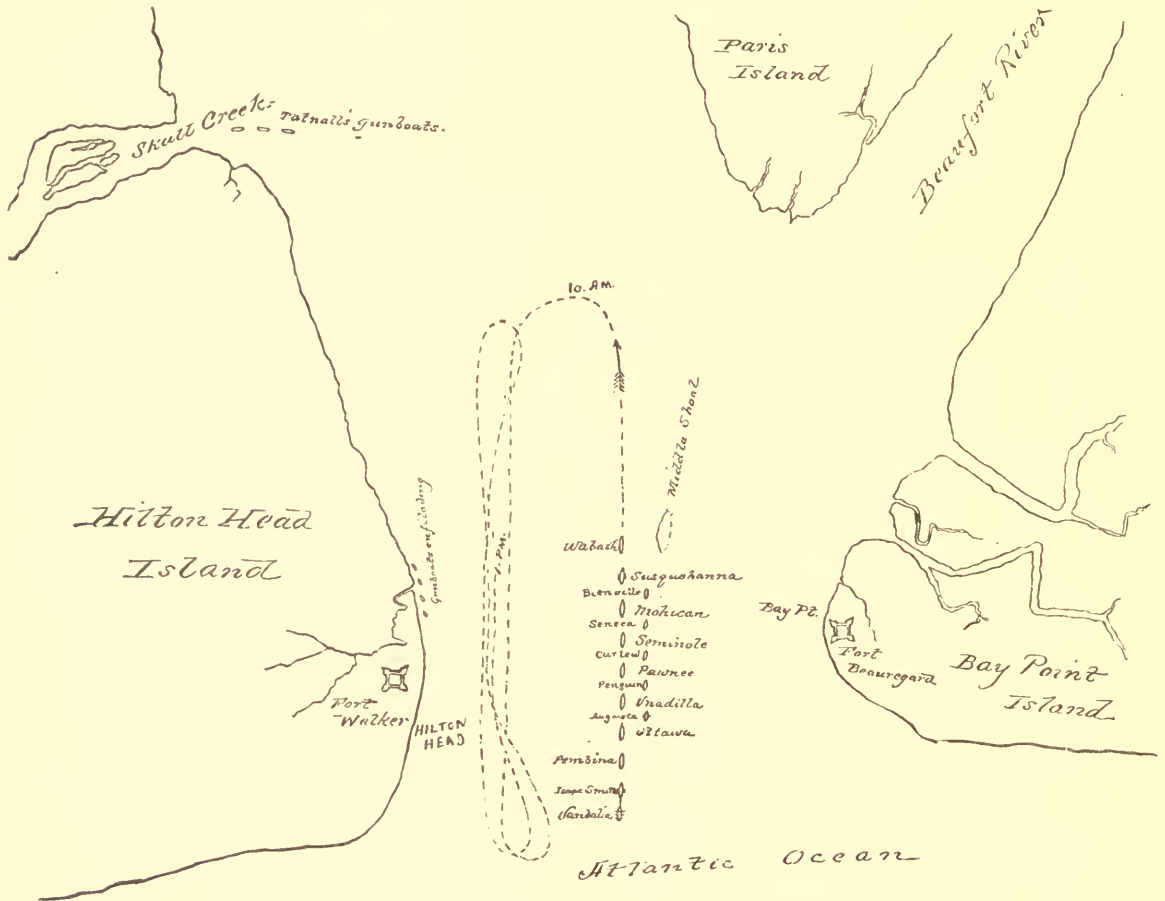 Paris
Island
Beaufort River
Skull Creek
Tatnall's Gunboats.
10. AM.
Middle Shoal
Hilton Head
Island
Gunboats enfilading
1. P.M.
Wabash
Susquohanna
Bienville
Mohican
Seneca
Seminole
Curlew
Pawnee
Penguin
Unadilla
Augusta
Ottawa
Pembina
Isaac Smith
Vandalia
Bay Pt.
Fort
Beauregard
Bay Point
Island
Fort
Walker
HILTON
HEAD
Atlantic Ocean